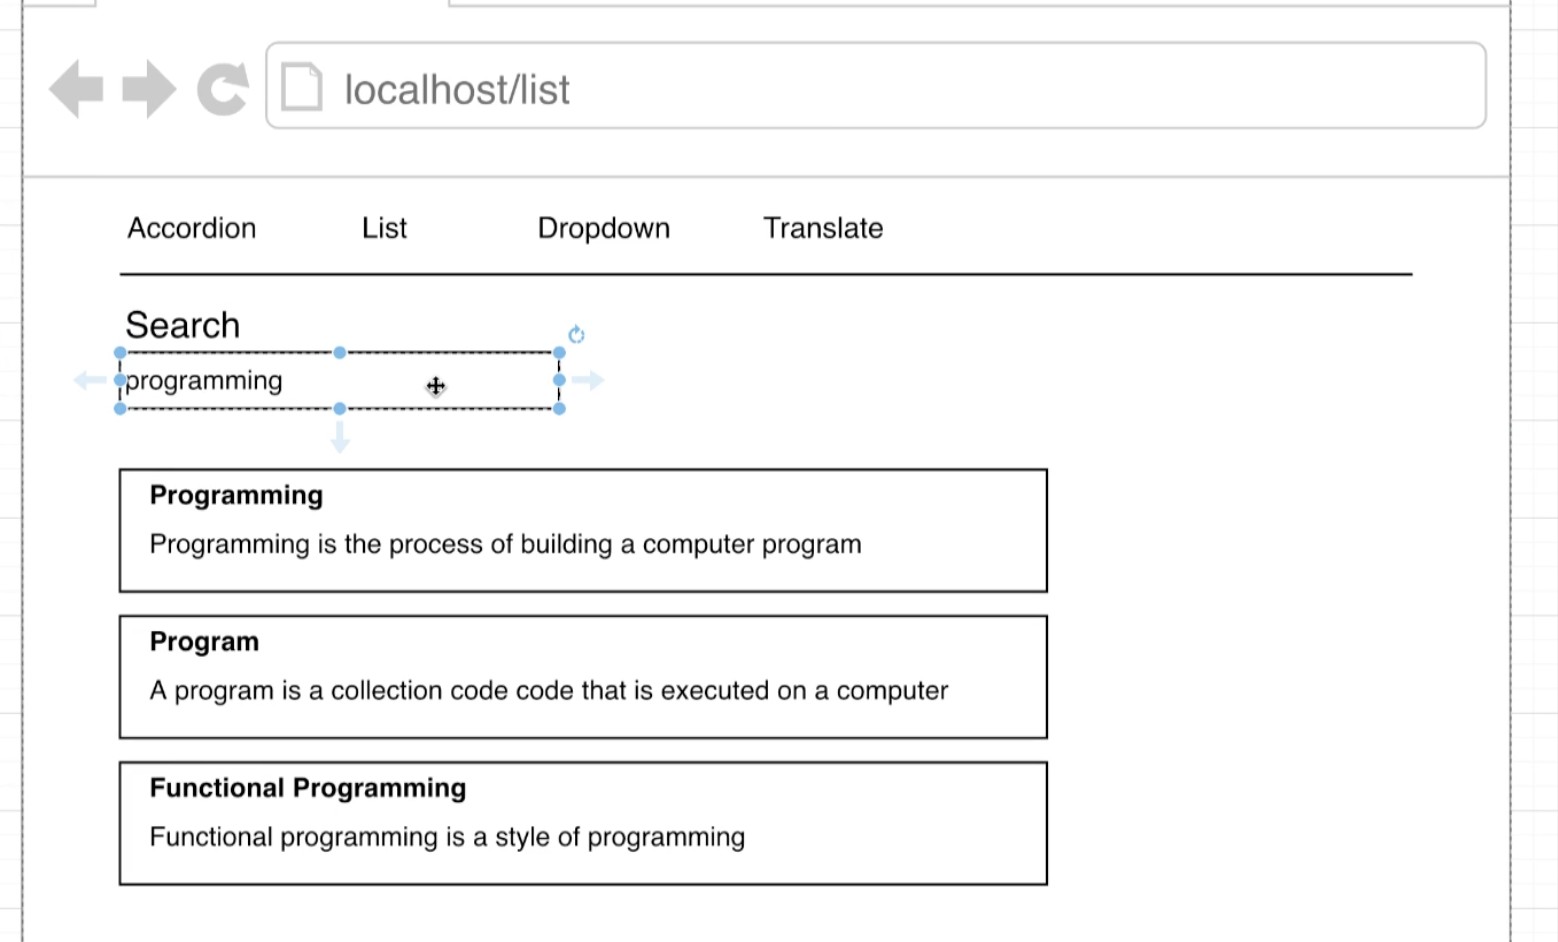 localhost/list
Accordion List Dropdown Translate
Search
programming
Programming
Programming is the process of building a computer program
Program
A program is a collection code code that is executed on a computer
Functional Programming
Functional programming is a style of programming